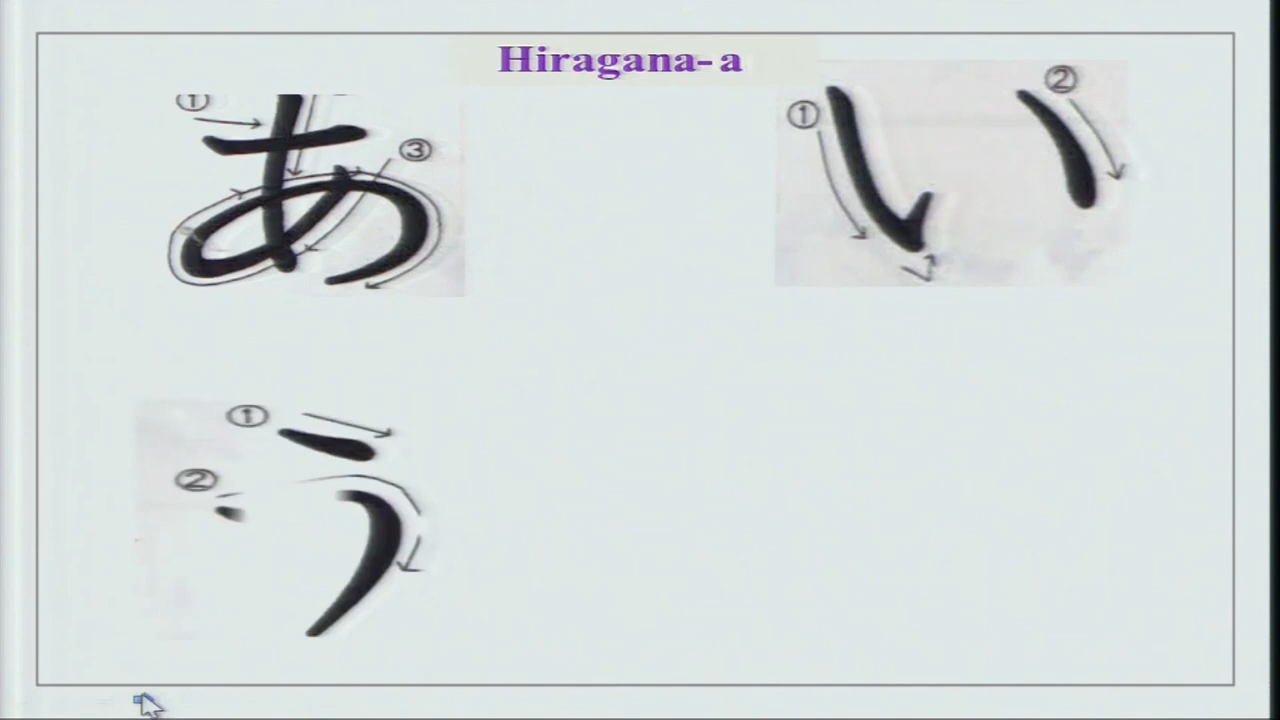 Hiragana- a
① ③ あ
① ② い
① ② う